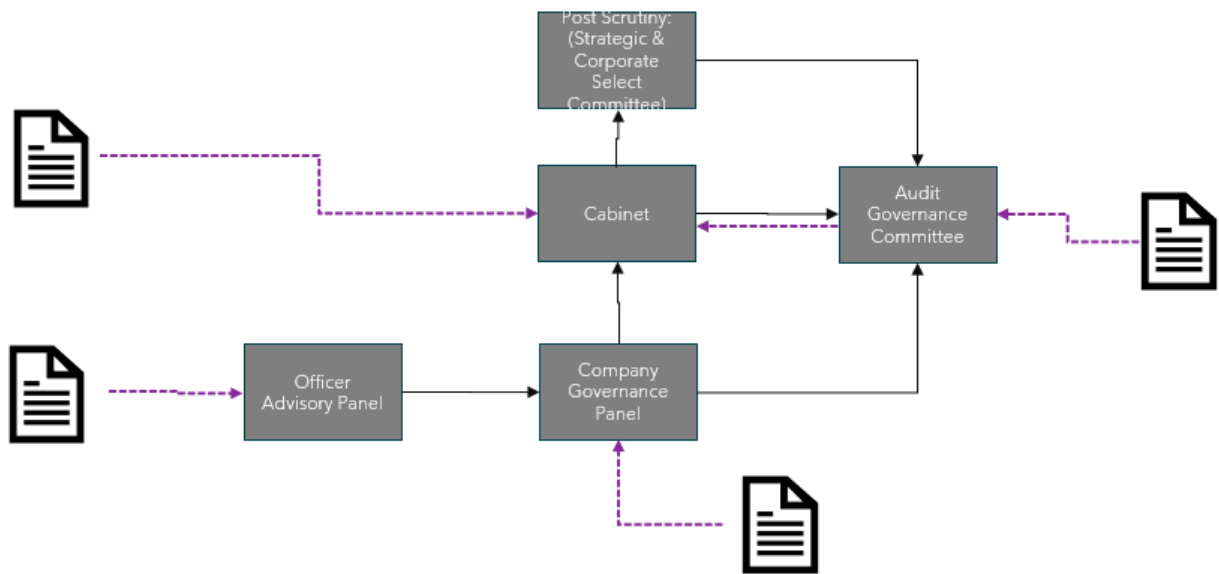 Post Scrutiny:
(Strategic &
Corporate
Select
Committee)
Cabinet
Audit
Governance
Committee
Officer
Advisory Panel
Company
Governance
Panel